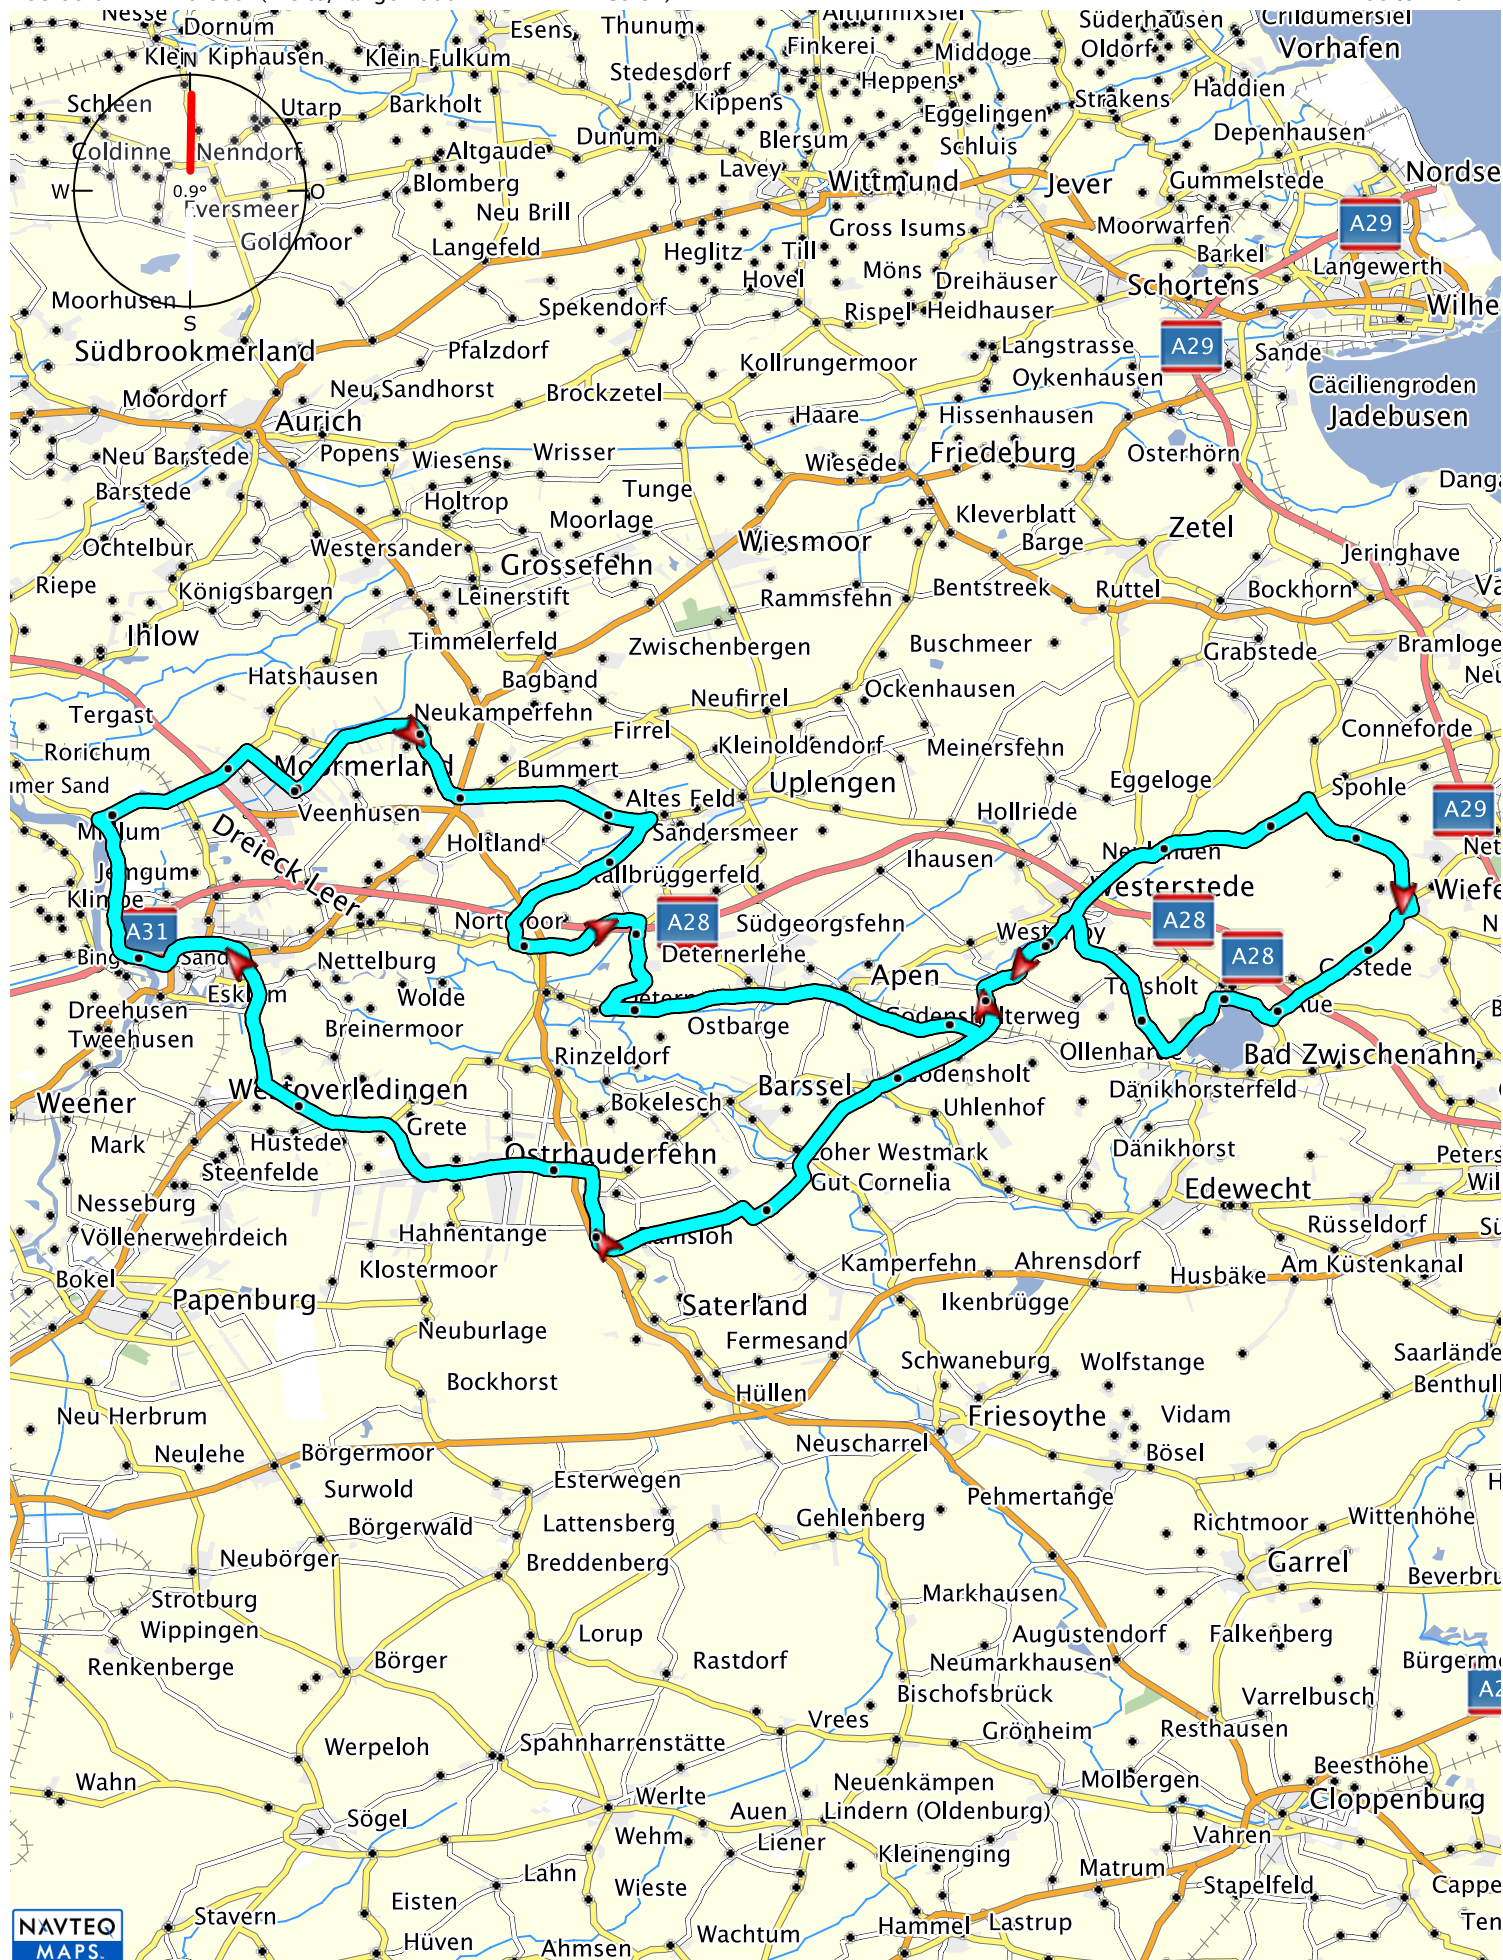 Nesse
Dornum
Esens
Thunum
Altfunnixsiel
Süderhausen
Crildumersiel
Klein Kiphausen
N
Klein Fulkum
Finkerei
Middoge
Oldorf
Vorhafen
Stedesdorf
Heppens
Haddien
Schleen
Utarp
Barkholt
Kippens
Eggelingen
Strakens
Dunum
Blersum
Schluis
Depenhausen
Coldinne
Nenndorf
Altgaude
Lavey
Wittmund
Jever
Gummelstede
W
0.9°
O
Blomberg
Eversmeer
Neu Brill
Gross Isums
Moorwarfen
A29
Goldmoor
Langefeld
Heglitz
Till
Barkel
Langewerth
Möns
Dreihäuser
Moorhusen
Hovel
Schortens
Spekendorf
Rispel
Heidhauser
S
Südbrookmerland
Pfalzdorf
Kollrungermoor
Langstrasse
A29
Sande
Oykenhausen
Moordorf
Neu Sandhorst
Brockzetel
Cäciliengroden
Haare
Hissenhausen
Jadebusen
Aurich
Neu Barstede
Popens
Wiesens
Wrisser
Wiesede
Friedeburg
Osterhörn
Barstede
Holtrop
Tunge
Kleverblatt
Zetel
Moorlage
Ochtelbur
Westersander
Wiesmoor
Barge
Jeringhave
Grossefehn
Riepe
Königsbargen
Leinerstift
Rammsfehn
Bentstreek
Ruttel
Bockhorn
Ihlow
Timmelerfeld
Zwischenbergen
Buschmeer
Grabstede
Hatshausen
Bagband
Neufirrel
Ockenhausen
Tergast
Neukamperfehn
Firrel
Conneforde
Rorichum
Kleinoldendorf
Meinersfehn
Moormerland
Bummert
Uplengen
Eggeloge
Spohle
Altes Feld
Veenhusen
Hollriede
A29
Dreieck Leer
Holtland
Sandersmeer
Jemgum
Ihausen
Westerstede
A31
A28
Südgeorgsfehn
A28
Nettelburg
Deternerlehe
A28
Wolde
Apen
Dreehusen
Breinermoor
Ostbarge
Tweehusen
Rinzeldorf
Bad Zwischenahn
Weener
Westoverledingen
Barssel
Godensholt
Dänikhorsterfeld
Bokelesch
Uhlenhof
Mark
Hustede
Grete
Dänikhorst
Steenfelde
Ostrhauderfehn
Loher Westmark
Gut Cornelia
Edewecht
Nesseburg
Völlenerwehrdeich
Hahnentange
Rüsseldorf
Bokel
Klostermoor
Kamperfehn
Ahrensdorf
Husbäke
Am Küstenkanal
Papenburg
Saterland
Ikenbrügge
Neuburlage
Fermesand
Schwaneburg
Wolfstange
Bockhorst
Hüllen
Neu Herbrum
Friesoythe
Vidam
Neulehe
Börgermoor
Neuscharrel
Bösel
Surwold
Esterwegen
Pehmertange
Börgerwald
Lattensberg
Gehlenberg
Richtmoor
Wittenhöhe
Neubörger
Breddenberg
Garrel
Strotburg
Markhausen
Wippingen
Lorup
Augustendorf
Falkenberg
Renkenberge
Börger
Rastdorf
Neumarkhausen
Bischofsbrück
Varrelbusch
Vrees
Grönheim
Resthausen
Werpeloh
Spahnharrenstätte
Beesthöhe
Wahn
Neuenkämpen
Molbergen
Cloppenburg
Werlte
Auen
Lindern (Oldenburg)
Sögel
Wehm
Liener
Vahren
Kleinenging
Matrum
Lahn
Wieste
Stapelfeld
Eisten
Stavern
Wachtum
Hammel
Lastrup
Hüven
Ahmsen
NAVTEQ
MAPS